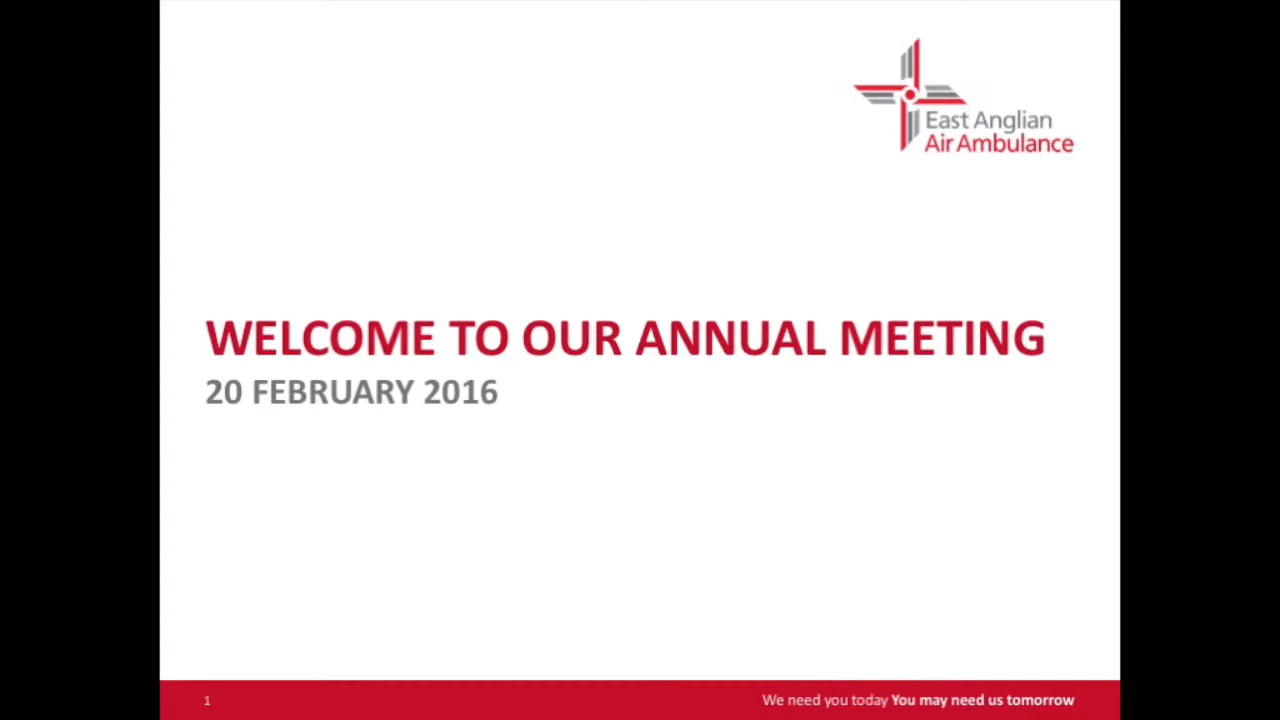 East Anglian
Air Ambulance
WELCOME TO OUR ANNUAL MEETING
20 FEBRUARY 2016
1
We need you today You may need us tomorrow